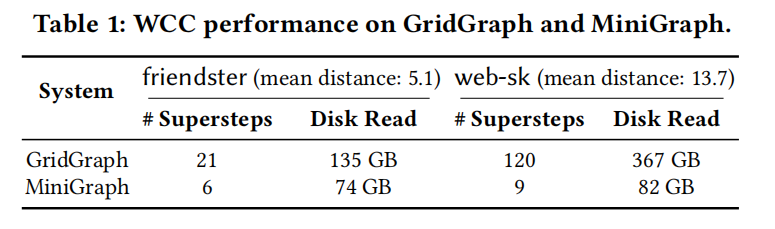 Table 1: WCC performance on GridGraph and MiniGraph.
System friendster (mean distance: 5.1) web-sk (mean distance: 13.7)
# Supersteps Disk Read # Supersteps Disk Read
GridGraph 21 135 GB 120 367 GB
MiniGraph 6 74 GB 9 82 GB